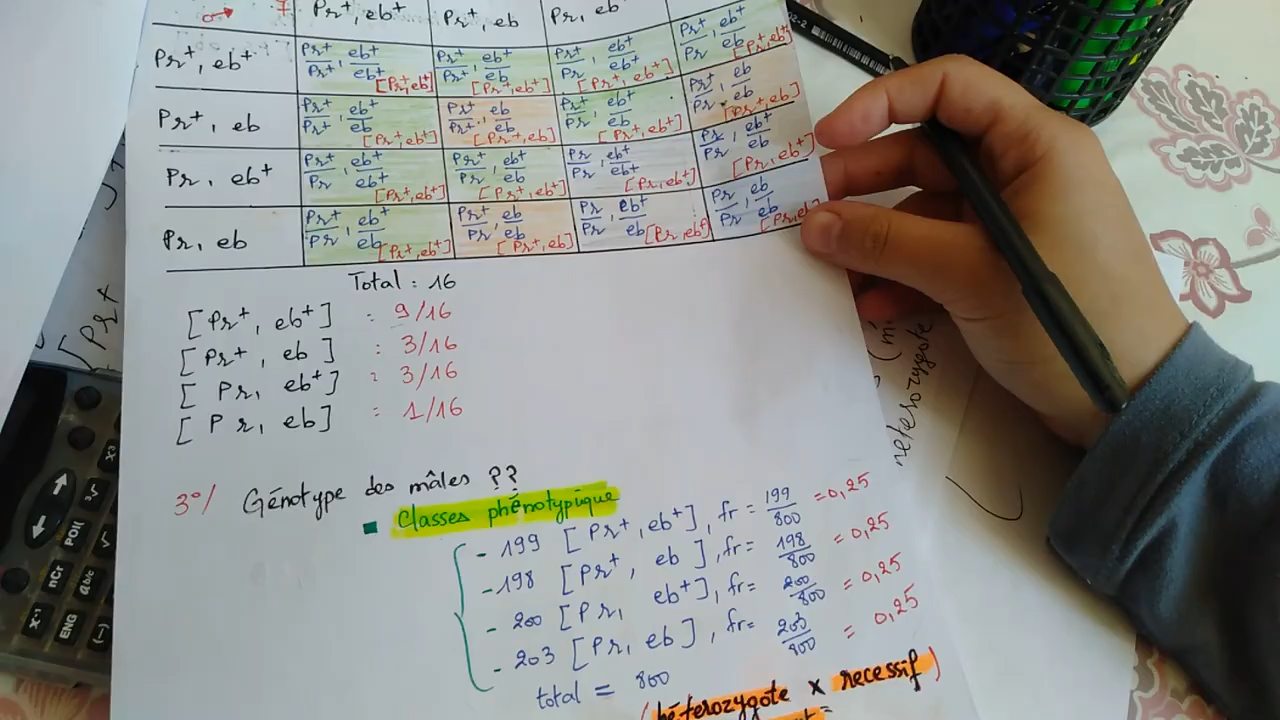 ♂ ♀ Pr⁺, eb⁺ Pr⁺, eb Pr, eb⁺
Pr⁺, eb⁺ Pr⁺/Pr⁺, eb⁺/eb⁺ [Pr⁺, eb⁺] Pr⁺/Pr⁺, eb⁺/eb [Pr⁺, eb⁺] Pr⁺/Pr, eb⁺/eb⁺ [Pr⁺, eb⁺] Pr⁺/Pr, eb⁺/eb [Pr⁺, eb⁺]
Pr⁺, eb Pr⁺/Pr⁺, eb⁺/eb [Pr⁺, eb⁺] Pr⁺/Pr⁺, eb/eb [Pr⁺, eb] Pr⁺/Pr, eb⁺/eb [Pr⁺, eb⁺] Pr⁺/Pr, eb/eb [Pr⁺, eb]
Pr, eb⁺ Pr⁺/Pr, eb⁺/eb⁺ [Pr⁺, eb⁺] Pr⁺/Pr, eb⁺/eb [Pr⁺, eb⁺] Pr/Pr, eb⁺/eb⁺ [Pr, eb⁺] Pr/Pr, eb⁺/eb [Pr, eb⁺]
Pr, eb Pr⁺/Pr, eb⁺/eb [Pr⁺, eb⁺] Pr⁺/Pr, eb/eb [Pr⁺, eb] Pr/Pr, eb⁺/eb [Pr, eb⁺] Pr/Pr, eb/eb [Pr, eb]
Total : 16
[Pr⁺, eb⁺] : 9/16
[Pr⁺, eb] : 3/16
[Pr, eb⁺] : 3/16
[Pr, eb] = 1/16
3°/ Génotype des mâles ??
Classes phénotypique
- 199 [Pr⁺, eb⁺], fr = 199/800 = 0,25
- 198 [Pr⁺, eb], fr = 198/800 = 0,25
- 200 [Pr, eb⁺], fr = 200/800 = 0,25
- 203 [Pr, eb], fr = 203/800 = 0,25
total = 800
(hétérozygote x recessif)
heterozygote
[Pr+
x²
POl(
nCr
a b/c
x⁻¹
ENG
(-)